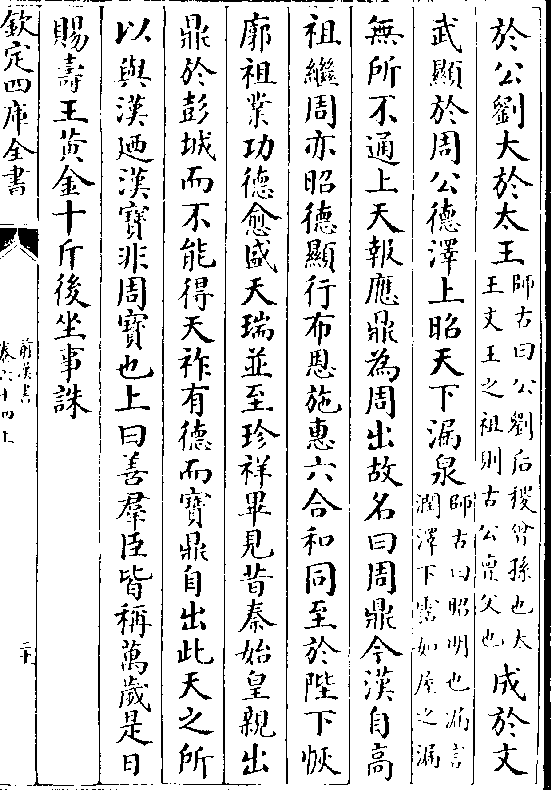 於公劉大於太王師古曰公劉后稷曾孫也大王文王之祖則古公亶父也成於文
武顯於周公德澤上昭天下漏泉師古曰昭明也漏言潤澤下霑如屋之漏
無所不通上天報應鼎為周出故名曰周鼎今漢自高
祖繼周亦昭德顯行布恩施惠六合和同至於陛下恢
廓祖業功德愈盛天瑞並至珍祥畢見昔秦始皇親出
鼎於彭城而不能得天祚有德而寶鼎自出此天之所
以與漢廼漢寶非周寶也上曰善羣臣皆稱萬歲是日
賜壽王黃金十斤後坐事誅
欽定四庫全書
前漢書
卷六十四上
二十